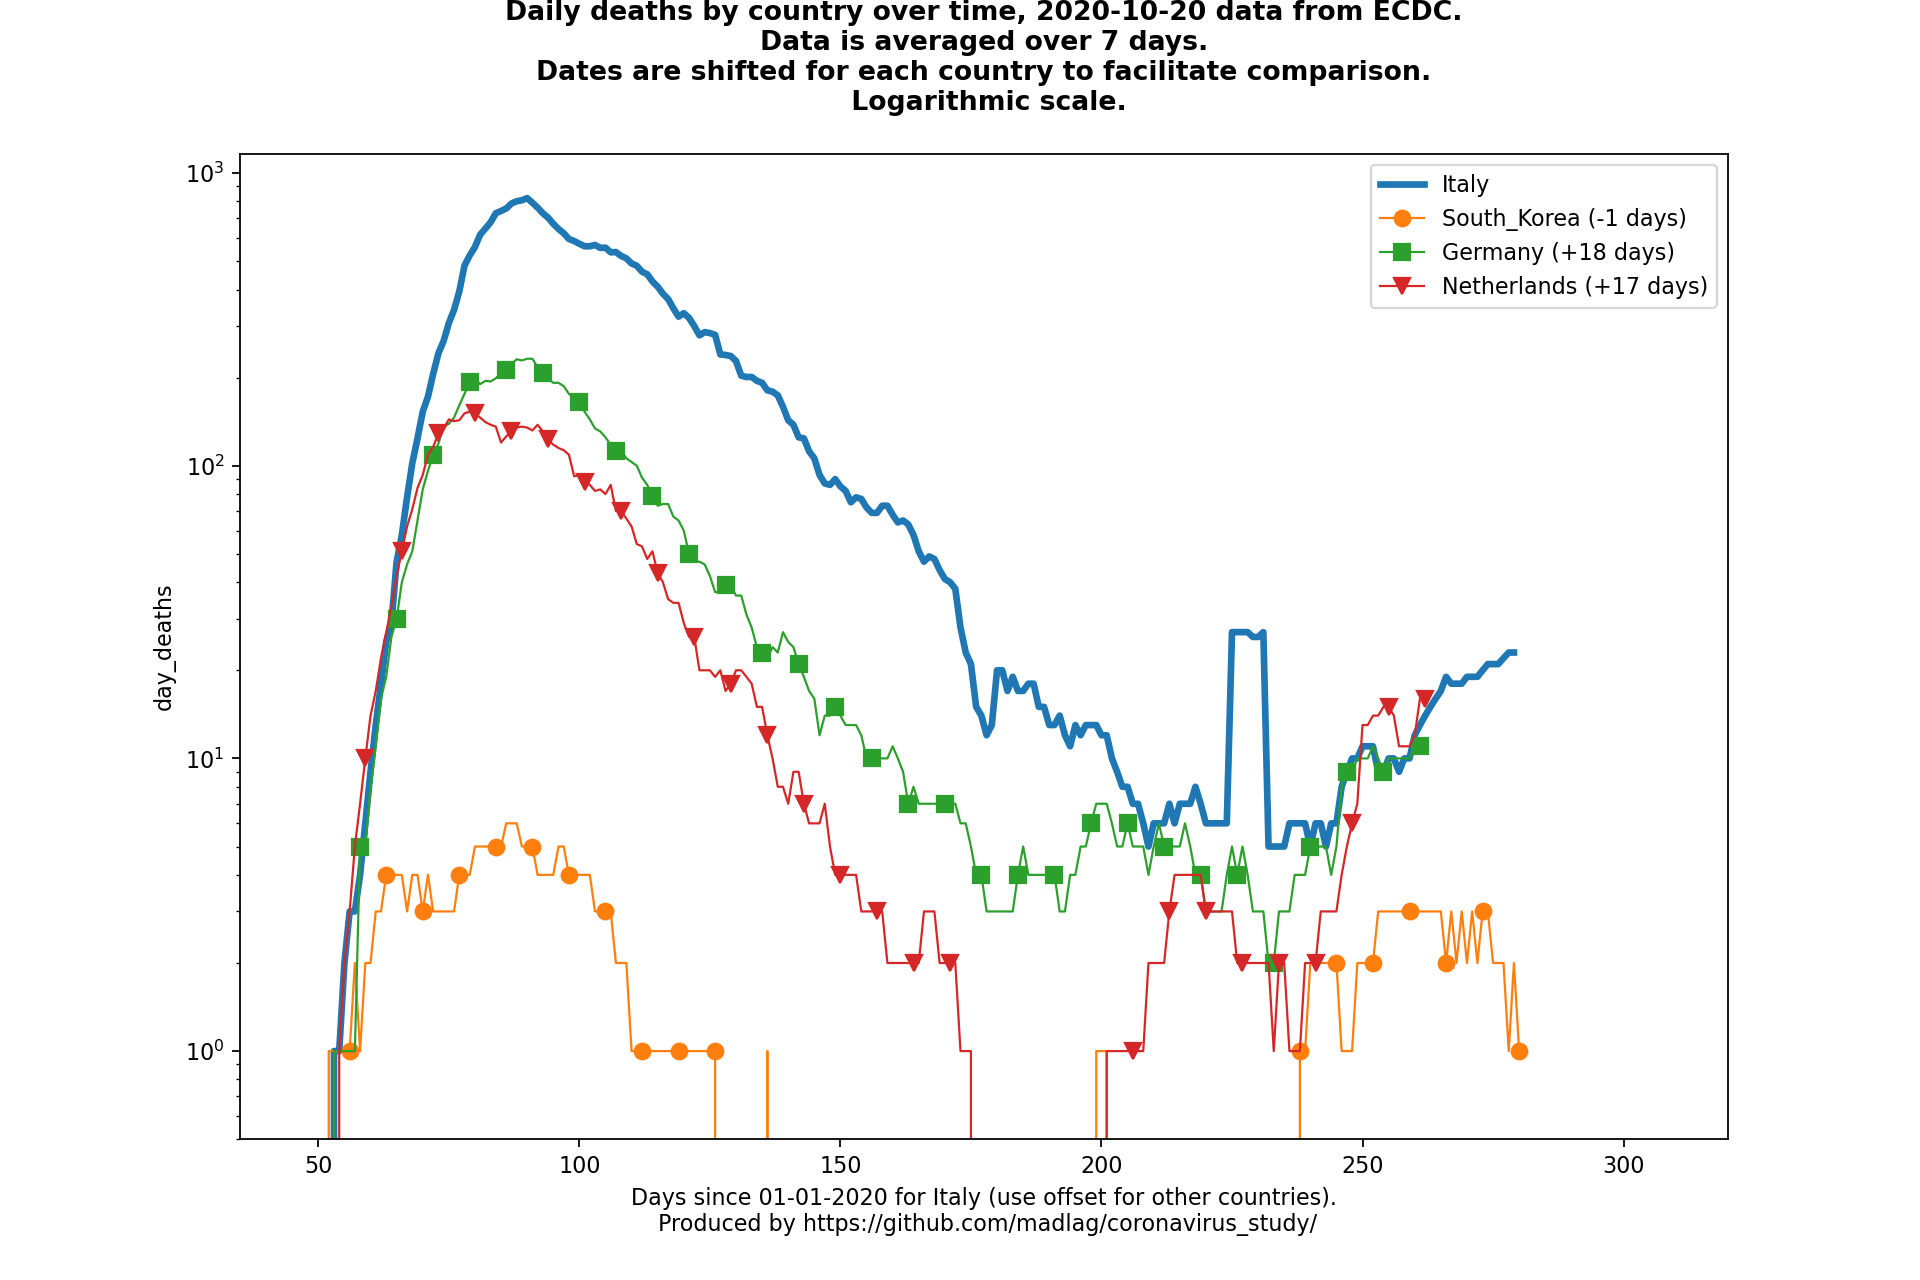 Daily deaths by country over time, 2020-10-20 data from ECDC.
Data is averaged over 7 days.
Dates are shifted for each country to facilitate comparison.
Logarithmic scale.
10³
Italy
South_Korea (-1 days)
Germany (+18 days)
Netherlands (+17 days)
10²
day_deaths
10¹
10⁰
50 100 150 200 250 300
Days since 01-01-2020 for Italy (use offset for other countries).
Produced by https://github.com/madlag/coronavirus_study/